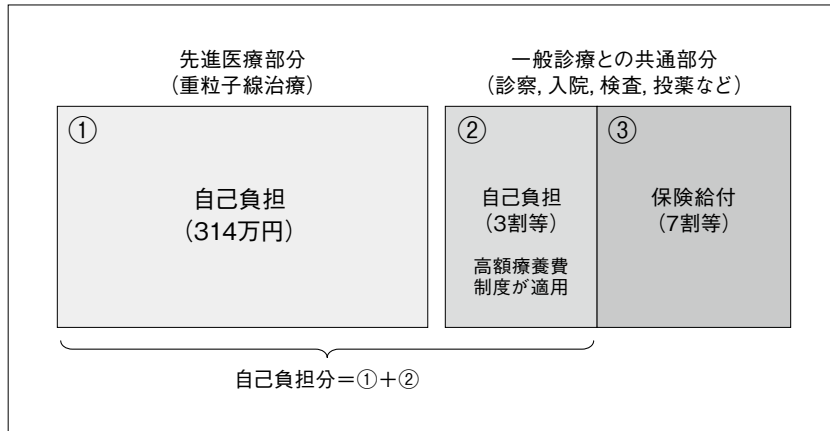 先進医療部分
（重粒子線治療）
一般診療との共通部分
（診察, 入院, 検査, 投薬など）
①
自己負担
（314万円）
②
自己負担
（3割等）
高額療養費
制度が適用
③
保険給付
（7割等）
自己負担分＝①＋②